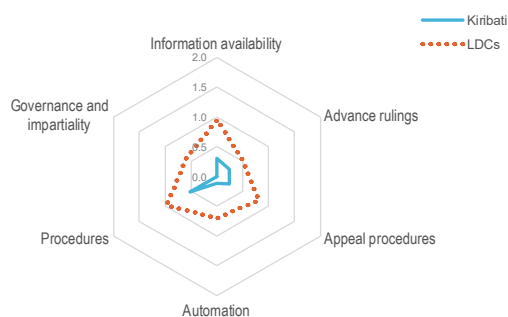 Kiribati
LDCs
Information availability
2.0
1.5
1.0
0.5
0.0
Governance and
impartiality
Advance rulings
Procedures
Appeal procedures
Automation